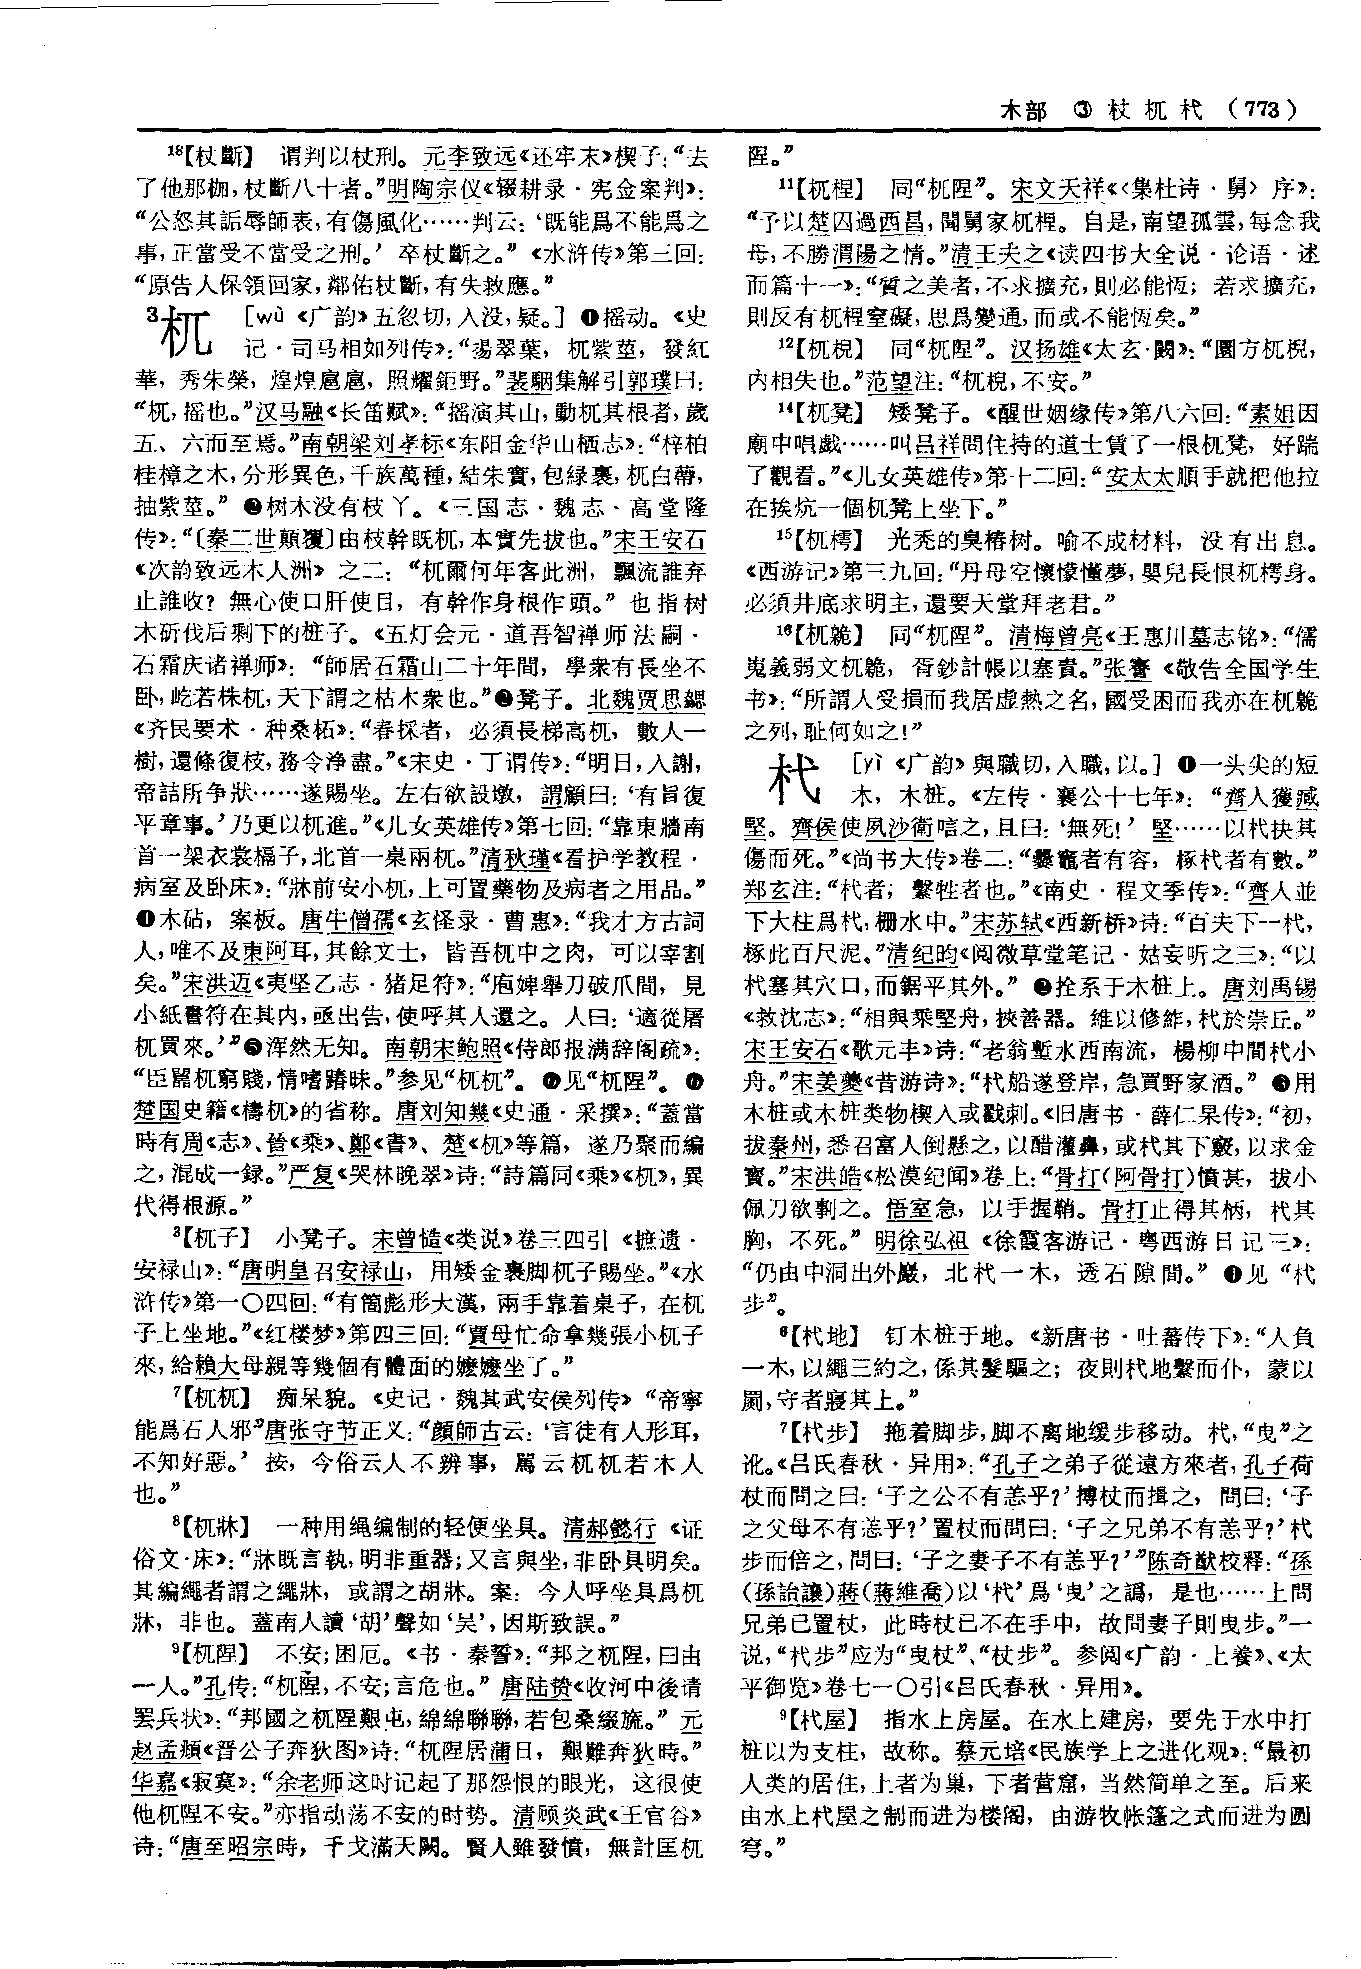 木部 ③ 杖 杌 杙 （773）
¹⁸【杖斷】 谓判以杖刑。元李致远《还牢末》楔子：“去
了他那枷，杖斷八十者。”明陶宗仪《辍耕录·宪金案判》：
“公怒其詬辱師表，有傷風化……判云：‘既能爲不能爲之
事，正當受不當受之刑。’卒杖斷之。”《水浒传》第三回：
“原告人保領回家，鄰佑杖斷，有失救應。”
³杌 ［wù《广韵》五忽切，入没，疑。］❶摇动。《史
记·司马相如列传》：“揚翠葉，杌紫莖，發紅
華，秀朱榮，煌煌扈扈，照耀鉅野。”裴駰集解引郭璞曰：
“杌，摇也。”汉马融《长笛赋》：“摇演其山，動杌其根者，歲
五、六而至焉。”南朝梁刘孝标《东阳金华山栖志》：“梓柏
桂樟之木，分形異色，千族萬種，結朱實，包緑裹，杌白蔕，
抽紫莖。”❷树木没有枝丫。《三国志·魏志·高堂隆
传》：“〔秦二世顛覆〕由枝幹既杌，本實先拔也。”宋王安石
《次韵致远木人洲》之二：“杌爾何年客此洲，飄流誰弃
止誰收？無心使口肝使目，有幹作身根作頭。”也指树
木斫伐后剩下的桩子。《五灯会元·道吾智禅师法嗣·
石霜庆诸禅师》：“師居石霜山二十年間，學衆有長坐不
卧，屹若株杌，天下謂之枯木衆也。”❸凳子。北魏贾思勰
《齐民要术·种桑柘》：“春採者，必須長梯高杌，數人一
樹，還條復枝，務令浄盡。”《宋史·丁谓传》：“明日，入謝，
帝詰所争狀……遂賜坐。左右欲設墩，謂顧曰：‘有旨復
平章事。’乃更以杌進。”《儿女英雄传》第七回：“靠東牆南
首一架衣裳槅子，北首一桌兩杌。”清秋瑾《看护学教程·
病室及卧床》：“牀前安小杌，上可置藥物及病者之用品。”
❹木砧，案板。唐牛僧孺《玄怪录·曹惠》：“我才方古詞
人，唯不及東阿耳，其餘文士，皆吾杌中之肉，可以宰割
矣。”宋洪迈《夷坚乙志·猪足符》：“庖婢舉刀破爪間，見
小紙書符在其内，亟出告，使呼其人還之。人曰：‘適從屠
杌買來。’”❺浑然无知。南朝宋鲍照《侍郎报满辞阁疏》：
“臣嚚杌窮賤，情嗜踳昧。”参见“杌杌”。❻见“杌陧”。❼
楚国史籍《檮杌》的省称。唐刘知幾《史通·采撰》：“蓋當
時有周《志》、晉《乘》、鄭《書》、楚《杌》等篇，遂乃聚而編
之，混成一録。”严复《哭林晚翠》诗：“詩篇同《乘》《杌》，異
代得根源。”
³【杌子】 小凳子。宋曾慥《类说》卷三四引《摭遗·
安禄山》：“唐明皇召安禄山，用矮金裹脚杌子賜坐。”《水
浒传》第一〇四回：“有箇彪形大漢，兩手靠着桌子，在杌
子上坐地。”《红楼梦》第四三回：“賈母忙命拿幾張小杌子
來，給賴大母親等幾個有體面的嬷嬷坐了。”
⁷【杌杌】 痴呆貌。《史记·魏其武安侯列传》“帝寧
能爲石人邪”唐张守节正义：“顔師古云：‘言徒有人形耳，
不知好惡。’按，今俗云人不辨事，罵云杌杌若木人
也。”
⁸【杌牀】 一种用绳编制的轻便坐具。清郝懿行《证
俗文·床》：“牀既言執，明非重器；又言與坐，非卧具明矣。
其編繩者謂之繩牀，或謂之胡牀。案：今人呼坐具爲杌
牀，非也。蓋南人讀‘胡’聲如‘吴’，因斯致誤。”
⁹【杌陧】 不安；困厄。《书·秦誓》：“邦之杌陧，曰由
一人。”孔传：“杌隉，不安；言危也。”唐陆贽《收河中後请
罢兵状》：“邦國之杌陧艱屯，綿綿聯聯，若包桑綴旒。”元
赵孟頫《晋公子奔狄图》诗：“杌陧居蒲日，艱難奔狄時。”
华嘉《寂寞》：“余老师这时记起了那怨恨的眼光，这很使
他杌陧不安。”亦指动荡不安的时势。清顾炎武《王官谷》
诗：“唐至昭宗時，干戈滿天闕。賢人雖發憤，無計匡杌
陧。”
¹¹【杌桯】 同“杌陧”。宋文天祥《〈集杜诗·舅〉序》：
“予以楚囚過西昌，聞舅家杌桯。自是，南望孤雲，每念我
母，不勝渭陽之情。”清王夫之《读四书大全说·论语·述
而篇十一》：“質之美者，不求擴充，則必能恆；若求擴充，
則反有杌桯窒礙，思爲變通，而或不能恆矣。”
¹²【杌棿】 同“杌陧”。汉扬雄《太玄·闕》：“圜方杌棿，
内相失也。”范望注：“杌棿，不安。”
¹⁴【杌凳】 矮凳子。《醒世姻缘传》第八六回：“素姐因
廟中唱戲……叫吕祥問住持的道士賃了一根杌凳，好踹
了觀看。”《儿女英雄传》第十二回：“安太太順手就把他拉
在挨炕一個杌凳上坐下。”
¹⁵【杌樗】 光秃的臭椿树。喻不成材料，没有出息。
《西游记》第三九回：“丹母空懷懞懂夢，嬰兒長恨杌樗身。
必須井底求明主，還要天堂拜老君。”
¹⁶【杌臲】 同“杌陧”。清梅曾亮《王惠川墓志铭》：“儒
嵬義弱文杌臲，胥鈔計帳以塞責。”张謇《敬告全国学生
书》：“所謂人受損而我居虚熱之名，國受困而我亦在杌臲
之列，耻何如之！”
杙 ［yì《广韵》與職切，入職，以。］❶一头尖的短
木，木桩。《左传·襄公十七年》：“齊人獲臧
堅。齊侯使夙沙衛唁之，且曰：‘無死！’堅……以杙抉其
傷而死。”《尚书大传》卷二：“爨竈者有容，椓杙者有數。”
郑玄注：“杙者，繫牲者也。”《南史·程文季传》：“齊人並
下大柱爲杙，栅水中。”宋苏轼《西新桥》诗：“百夫下一杙，
椓此百尺泥。”清纪昀《阅微草堂笔记·姑妄听之三》：“以
杙塞其穴口，而鋸平其外。”❷拴系于木桩上。唐刘禹锡
《救沈志》：“相與乘堅舟，挾善器。維以修絆，杙於崇丘。”
宋王安石《歌元丰》诗：“老翁塹水西南流，楊柳中間杙小
舟。”宋姜夔《昔游诗》：“杙船遂登岸，急買野家酒。”❸用
木桩或木桩类物楔入或戳刺。《旧唐书·薛仁杲传》：“初，
拔秦州，悉召富人倒懸之，以醋灌鼻，或杙其下竅，以求金
寶。”宋洪皓《松漠纪闻》卷上：“骨打（阿骨打）憤甚，拔小
佩刀欲剚之。悟室急，以手握鞘。骨打止得其柄，杙其
胸，不死。”明徐弘祖《徐霞客游记·粤西游日记三》：
“仍由中洞出外巖，北杙一木，透石隙間。”❹见“杙
步”。
⁶【杙地】 钉木桩于地。《新唐书·吐蕃传下》：“人負
一木，以繩三約之，係其髮驅之；夜則杙地繫而仆，蒙以
罽，守者寢其上。”
⁷【杙步】 拖着脚步，脚不离地缓步移动。杙，“曳”之
讹。《吕氏春秋·异用》：“孔子之弟子從遠方來者，孔子荷
杖而問之曰：‘子之公不有恙乎？’搏杖而揖之，問曰：‘子
之父母不有恙乎？’置杖而問曰：‘子之兄弟不有恙乎？’杙
步而倍之，問曰：‘子之妻子不有恙乎？’”陈奇猷校释：“孫
（孫詒讓）蔣（蔣維喬）以‘杙’爲‘曳’之譌，是也……上問
兄弟已置杖，此時杖已不在手中，故問妻子則曳步。”一
说，“杙步”应为“曳杖”、“杖步”。参阅《广韵·上養》、《太
平御览》卷七一〇引《吕氏春秋·异用》。
⁹【杙屋】 指水上房屋。在水上建房，要先于水中打
桩以为支柱，故称。蔡元培《民族学上之进化观》：“最初
人类的居住，上者为巢，下者营窟，当然简单之至。后来
由水上杙屋之制而进为楼阁，由游牧帐篷之式而进为圆
穹。”